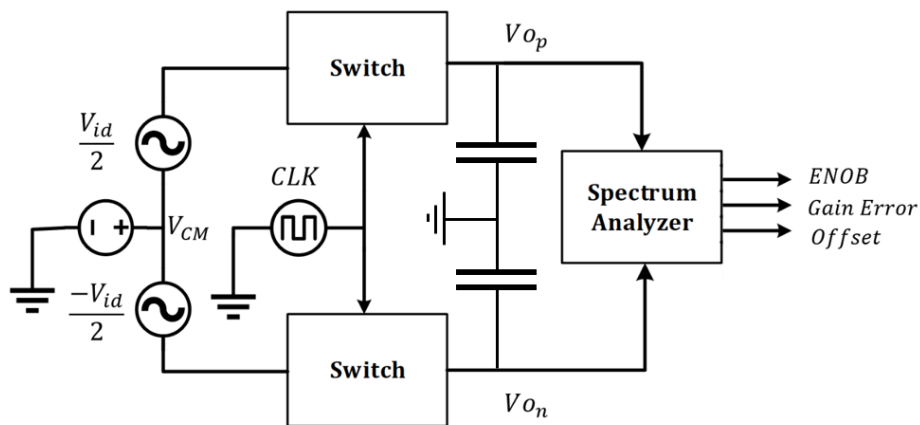 Switch
Vo_p
V_id
2
CLK
V_CM
Spectrum
Analyzer
ENOB
Gain Error
Offset
−V_id
2
Switch
Vo_n